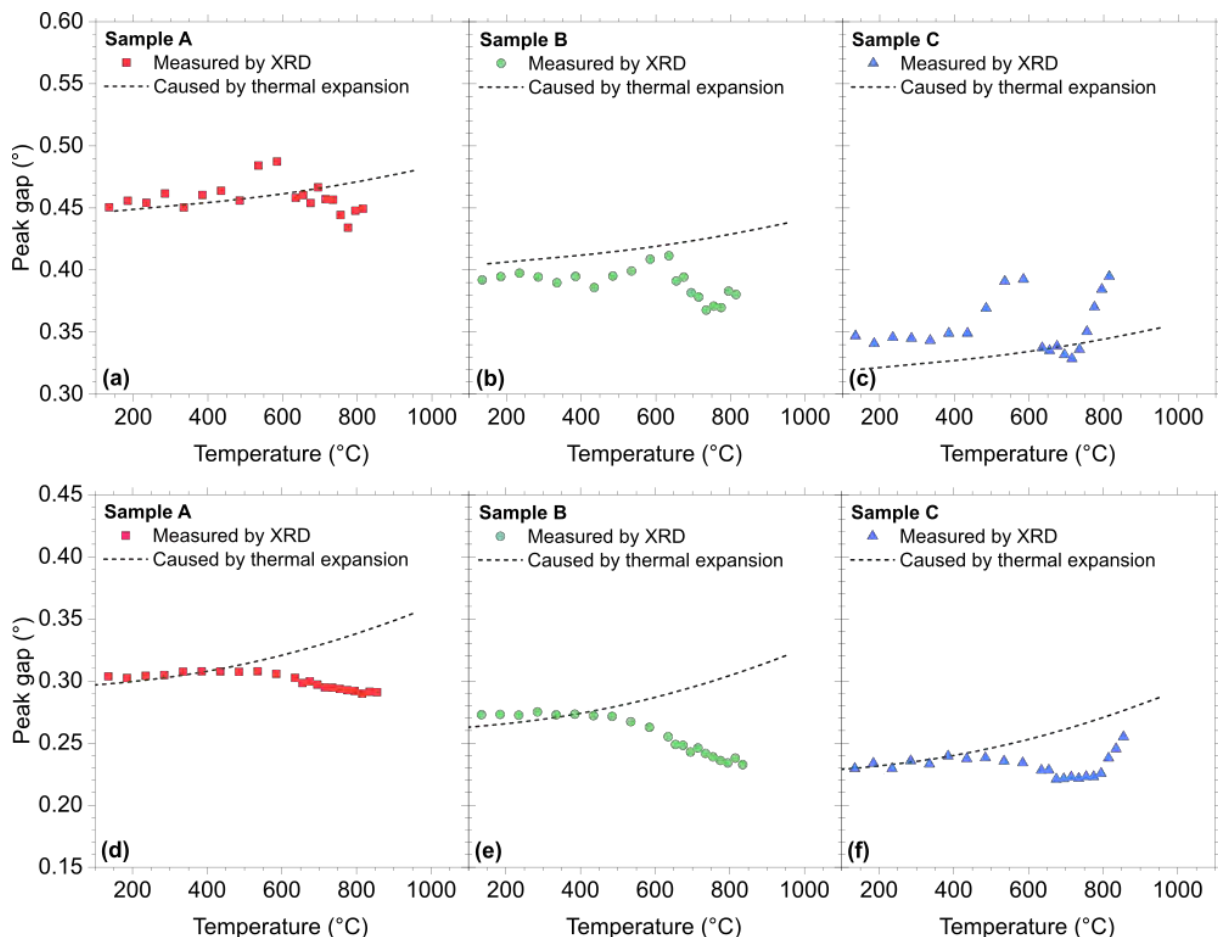 Sample A
Measured by XRD
Caused by thermal expansion
Sample B
Measured by XRD
Caused by thermal expansion
Sample C
Measured by XRD
Caused by thermal expansion
0.60
0.55
0.50
0.45
0.40
0.35
0.30
Peak gap (°)
(a)
(b)
(c)
200 400 600 800 1000
200 400 600 800 1000
200 400 600 800 1000
Temperature (°C)
Temperature (°C)
Temperature (°C)
Sample A
Measured by XRD
Caused by thermal expansion
Sample B
Measured by XRD
Caused by thermal expansion
Sample C
Measured by XRD
Caused by thermal expansion
0.45
0.40
0.35
0.30
0.25
0.20
0.15
Peak gap (°)
(d)
(e)
(f)
200 400 600 800 1000
200 400 600 800 1000
200 400 600 800 1000
Temperature (°C)
Temperature (°C)
Temperature (°C)